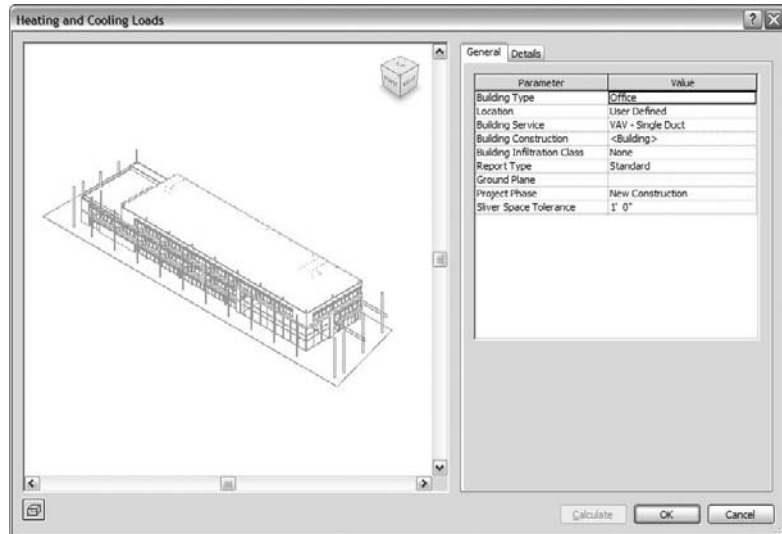 Heating and Cooling Loads
General Details
Parameter Value
Building Type Office
Location User Defined
Building Service VAV - Single Duct
Building Construction <Building>
Building Infiltration Class None
Report Type Standard
Ground Plane
Project Phase New Construction
Sliver Space Tolerance 1' 0"
Calculate OK Cancel